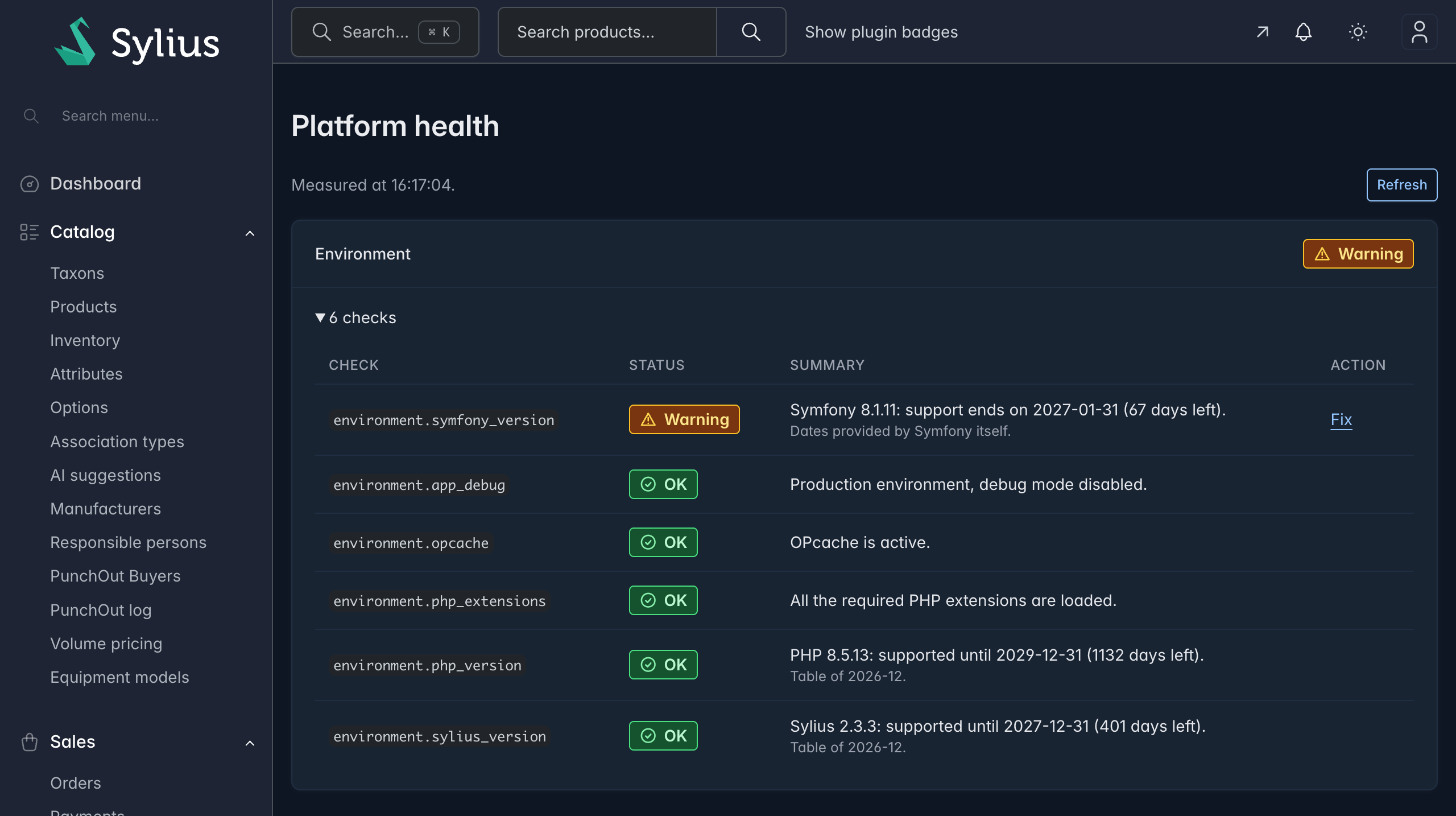 Sylius
Search... ⌘ K
Search products...
Show plugin badges
Search menu...
Dashboard
Catalog
Taxons
Products
Inventory
Attributes
Options
Association types
AI suggestions
Manufacturers
Responsible persons
PunchOut Buyers
PunchOut log
Volume pricing
Equipment models
Sales
Orders
Payments
Platform health
Measured at 16:17:04.
Refresh
Environment
Warning
▼ 6 checks
CHECK STATUS SUMMARY ACTION
environment.symfony_version Warning Symfony 8.1.11: support ends on 2027-01-31 (67 days left). Fix
Dates provided by Symfony itself.
environment.app_debug OK Production environment, debug mode disabled.
environment.opcache OK OPcache is active.
environment.php_extensions OK All the required PHP extensions are loaded.
environment.php_version OK PHP 8.5.13: supported until 2029-12-31 (1132 days left).
Table of 2026-12.
environment.sylius_version OK Sylius 2.3.3: supported until 2027-12-31 (401 days left).
Table of 2026-12.